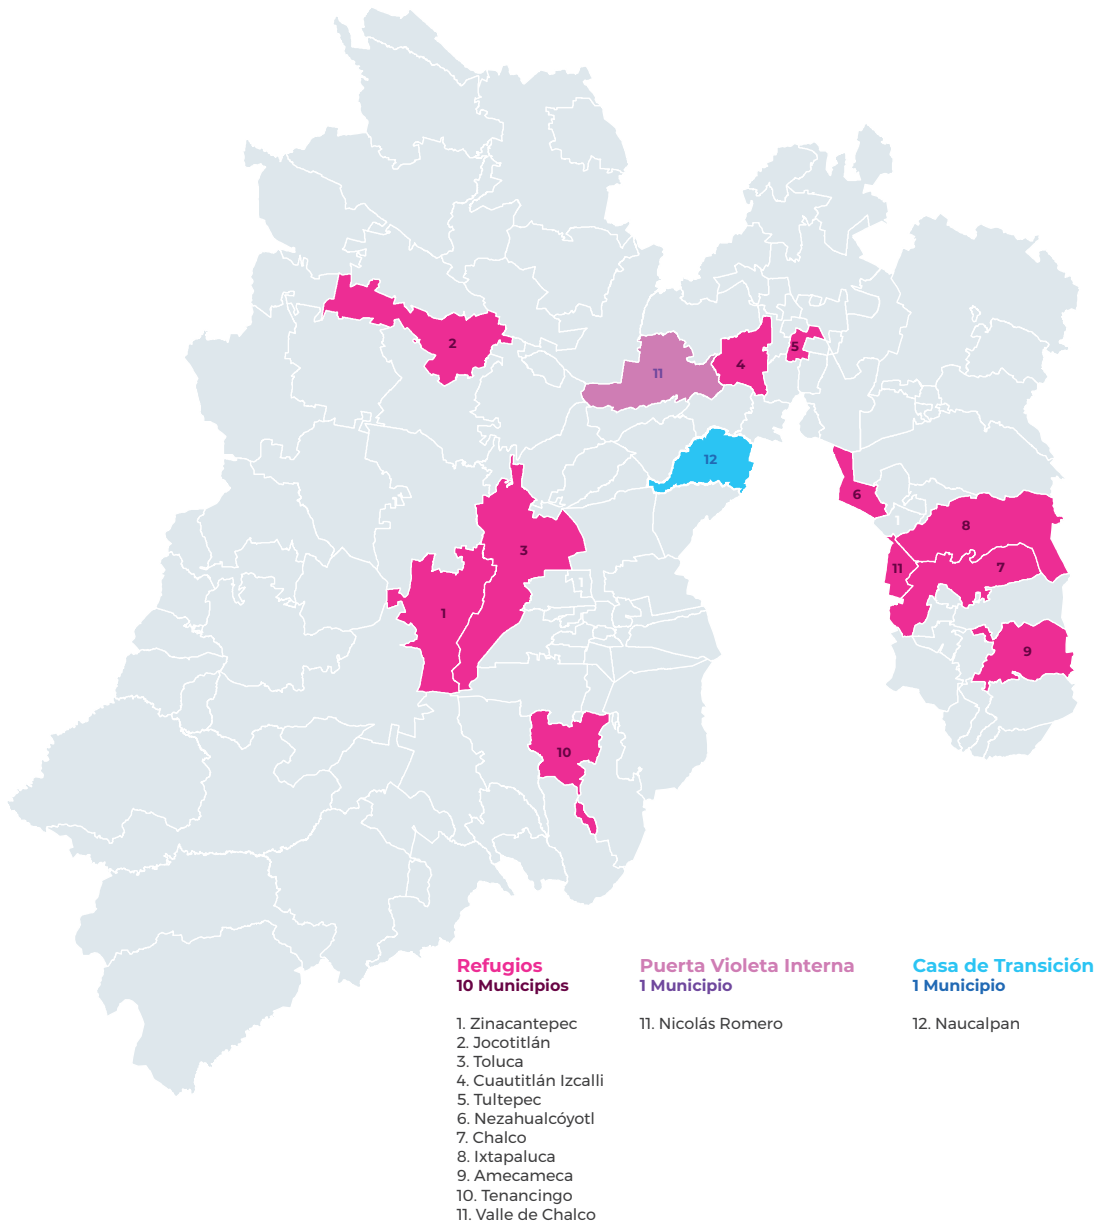 2
5
4
11
12
6
8
3
11
7
1
9
10
Refugios
10 Municipios
1. Zinacantepec
2. Jocotitlán
3. Toluca
4. Cuautitlán Izcalli
5. Tultepec
6. Nezahualcóyotl
7. Chalco
8. Ixtapaluca
9. Amecameca
10. Tenancingo
11. Valle de Chalco
Puerta Violeta Interna
1 Municipio
11. Nicolás Romero
Casa de Transición
1 Municipio
12. Naucalpan